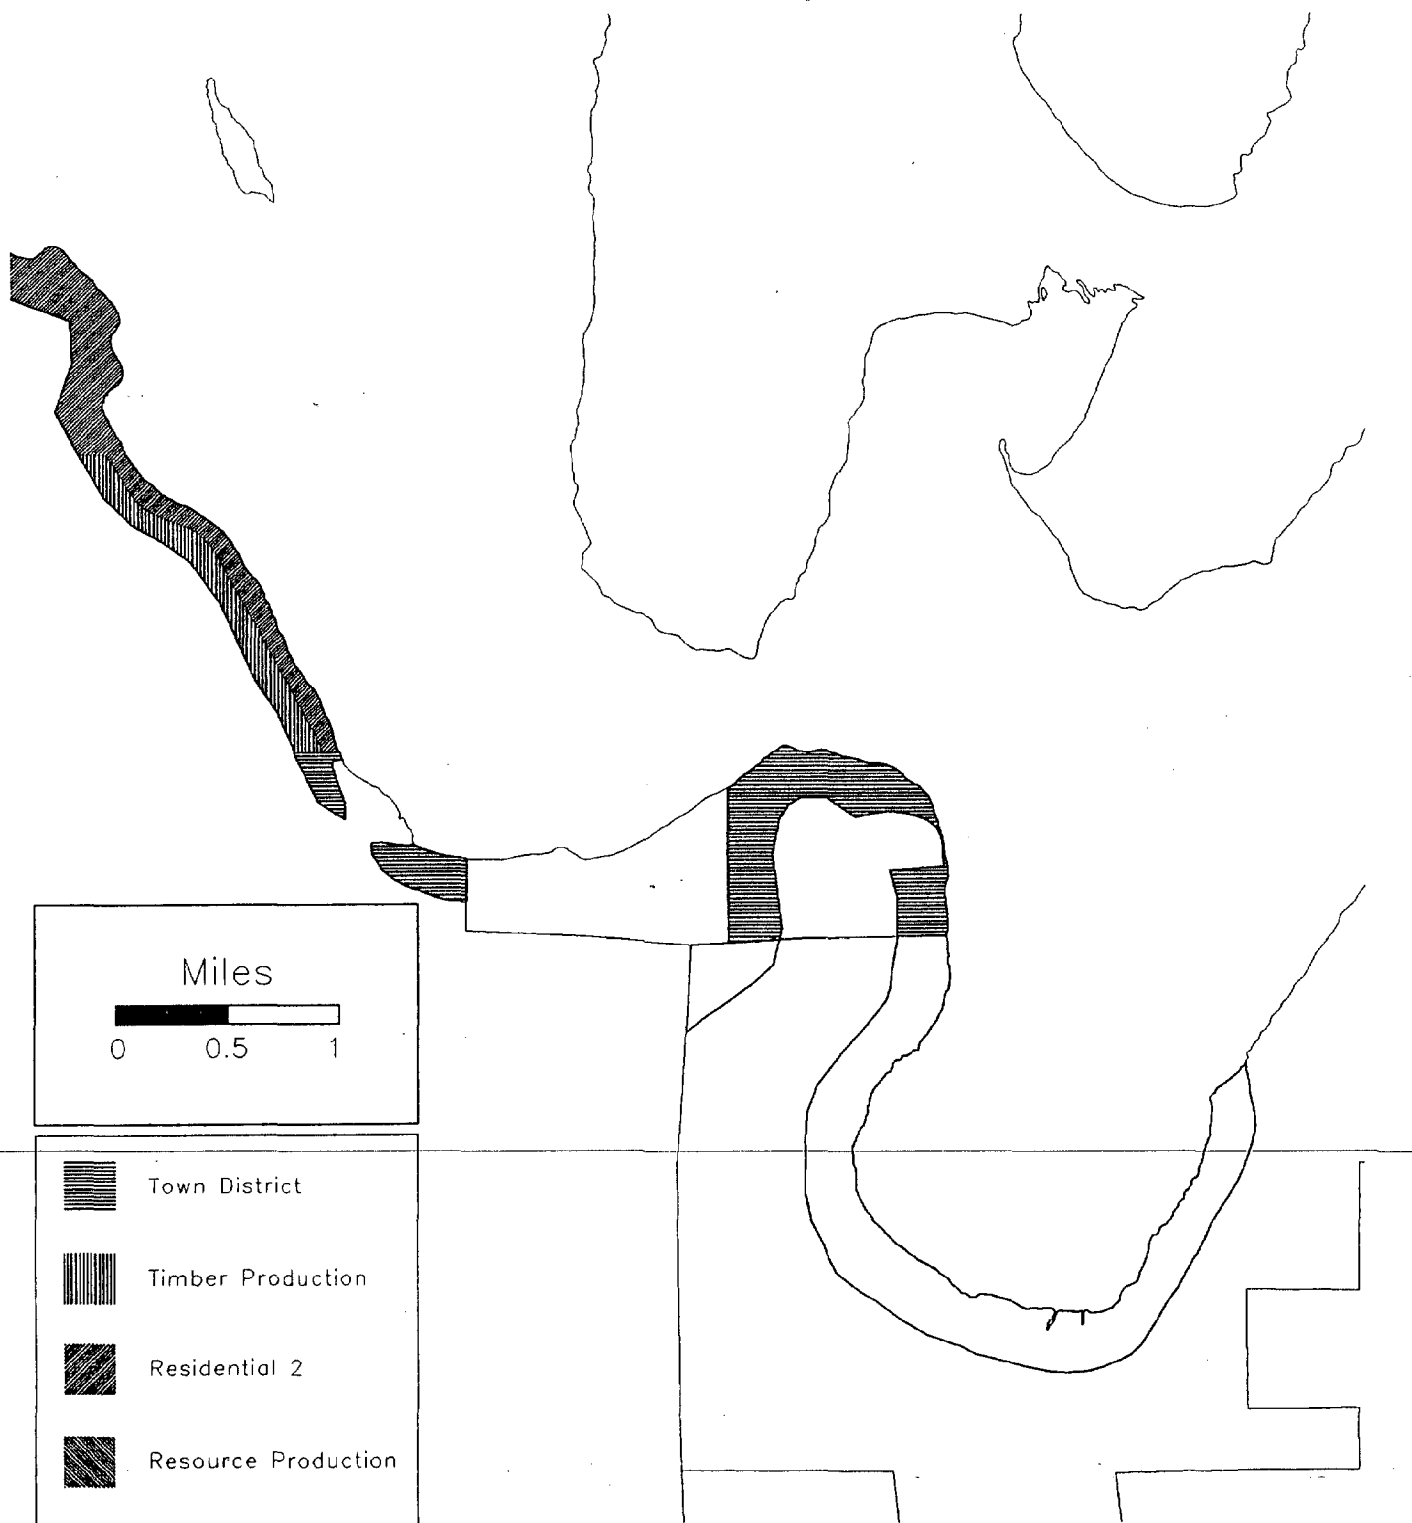 Miles
0 0.5 1
Town District
Timber Production
Residential 2
Resource Production